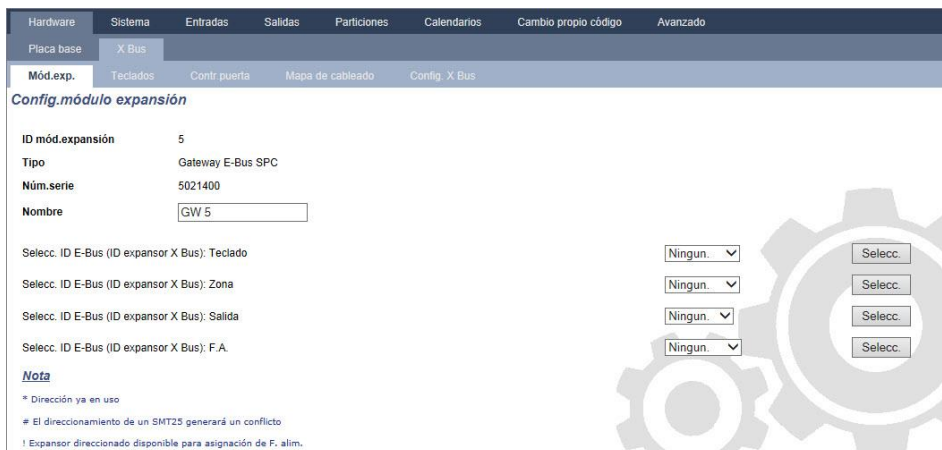 Hardware Sistema Entradas Salidas Particiones Calendarios Cambio propio código Avanzado
Placa base X Bus
Mód.exp. Teclados Contr.puerta Mapa de cableado Config. X Bus
Config.módulo expansión
ID mód.expansión 5
Tipo Gateway E-Bus SPC
Núm.serie 5021400
Nombre GW 5
Selecc. ID E-Bus (ID expansor X Bus): Teclado Ningun. Selecc.
Selecc. ID E-Bus (ID expansor X Bus): Zona Ningun. Selecc.
Selecc. ID E-Bus (ID expansor X Bus): Salida Ningun. Selecc.
Selecc. ID E-Bus (ID expansor X Bus): F.A. Ningun. Selecc.
Nota
* Dirección ya en uso
# El direccionamiento de un SMT25 generará un conflicto
! Expansor direccionado disponible para asignación de F. alim.